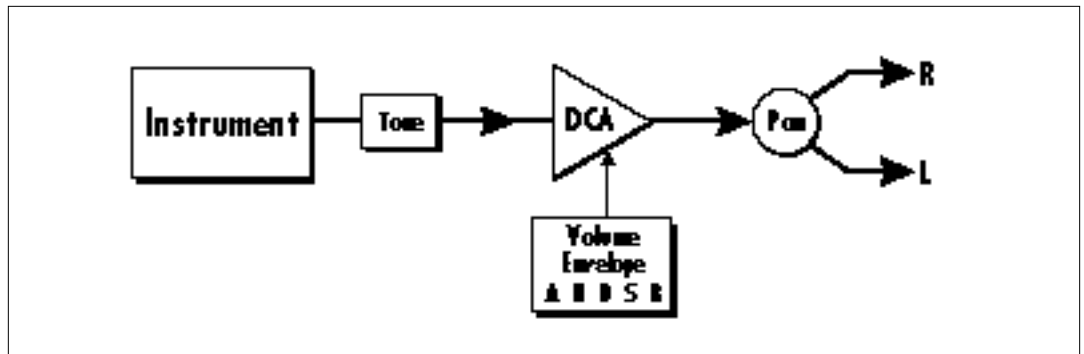 Instrument
Tone
DCA
Pan
R
L
Volume
Envelope
A H D S R